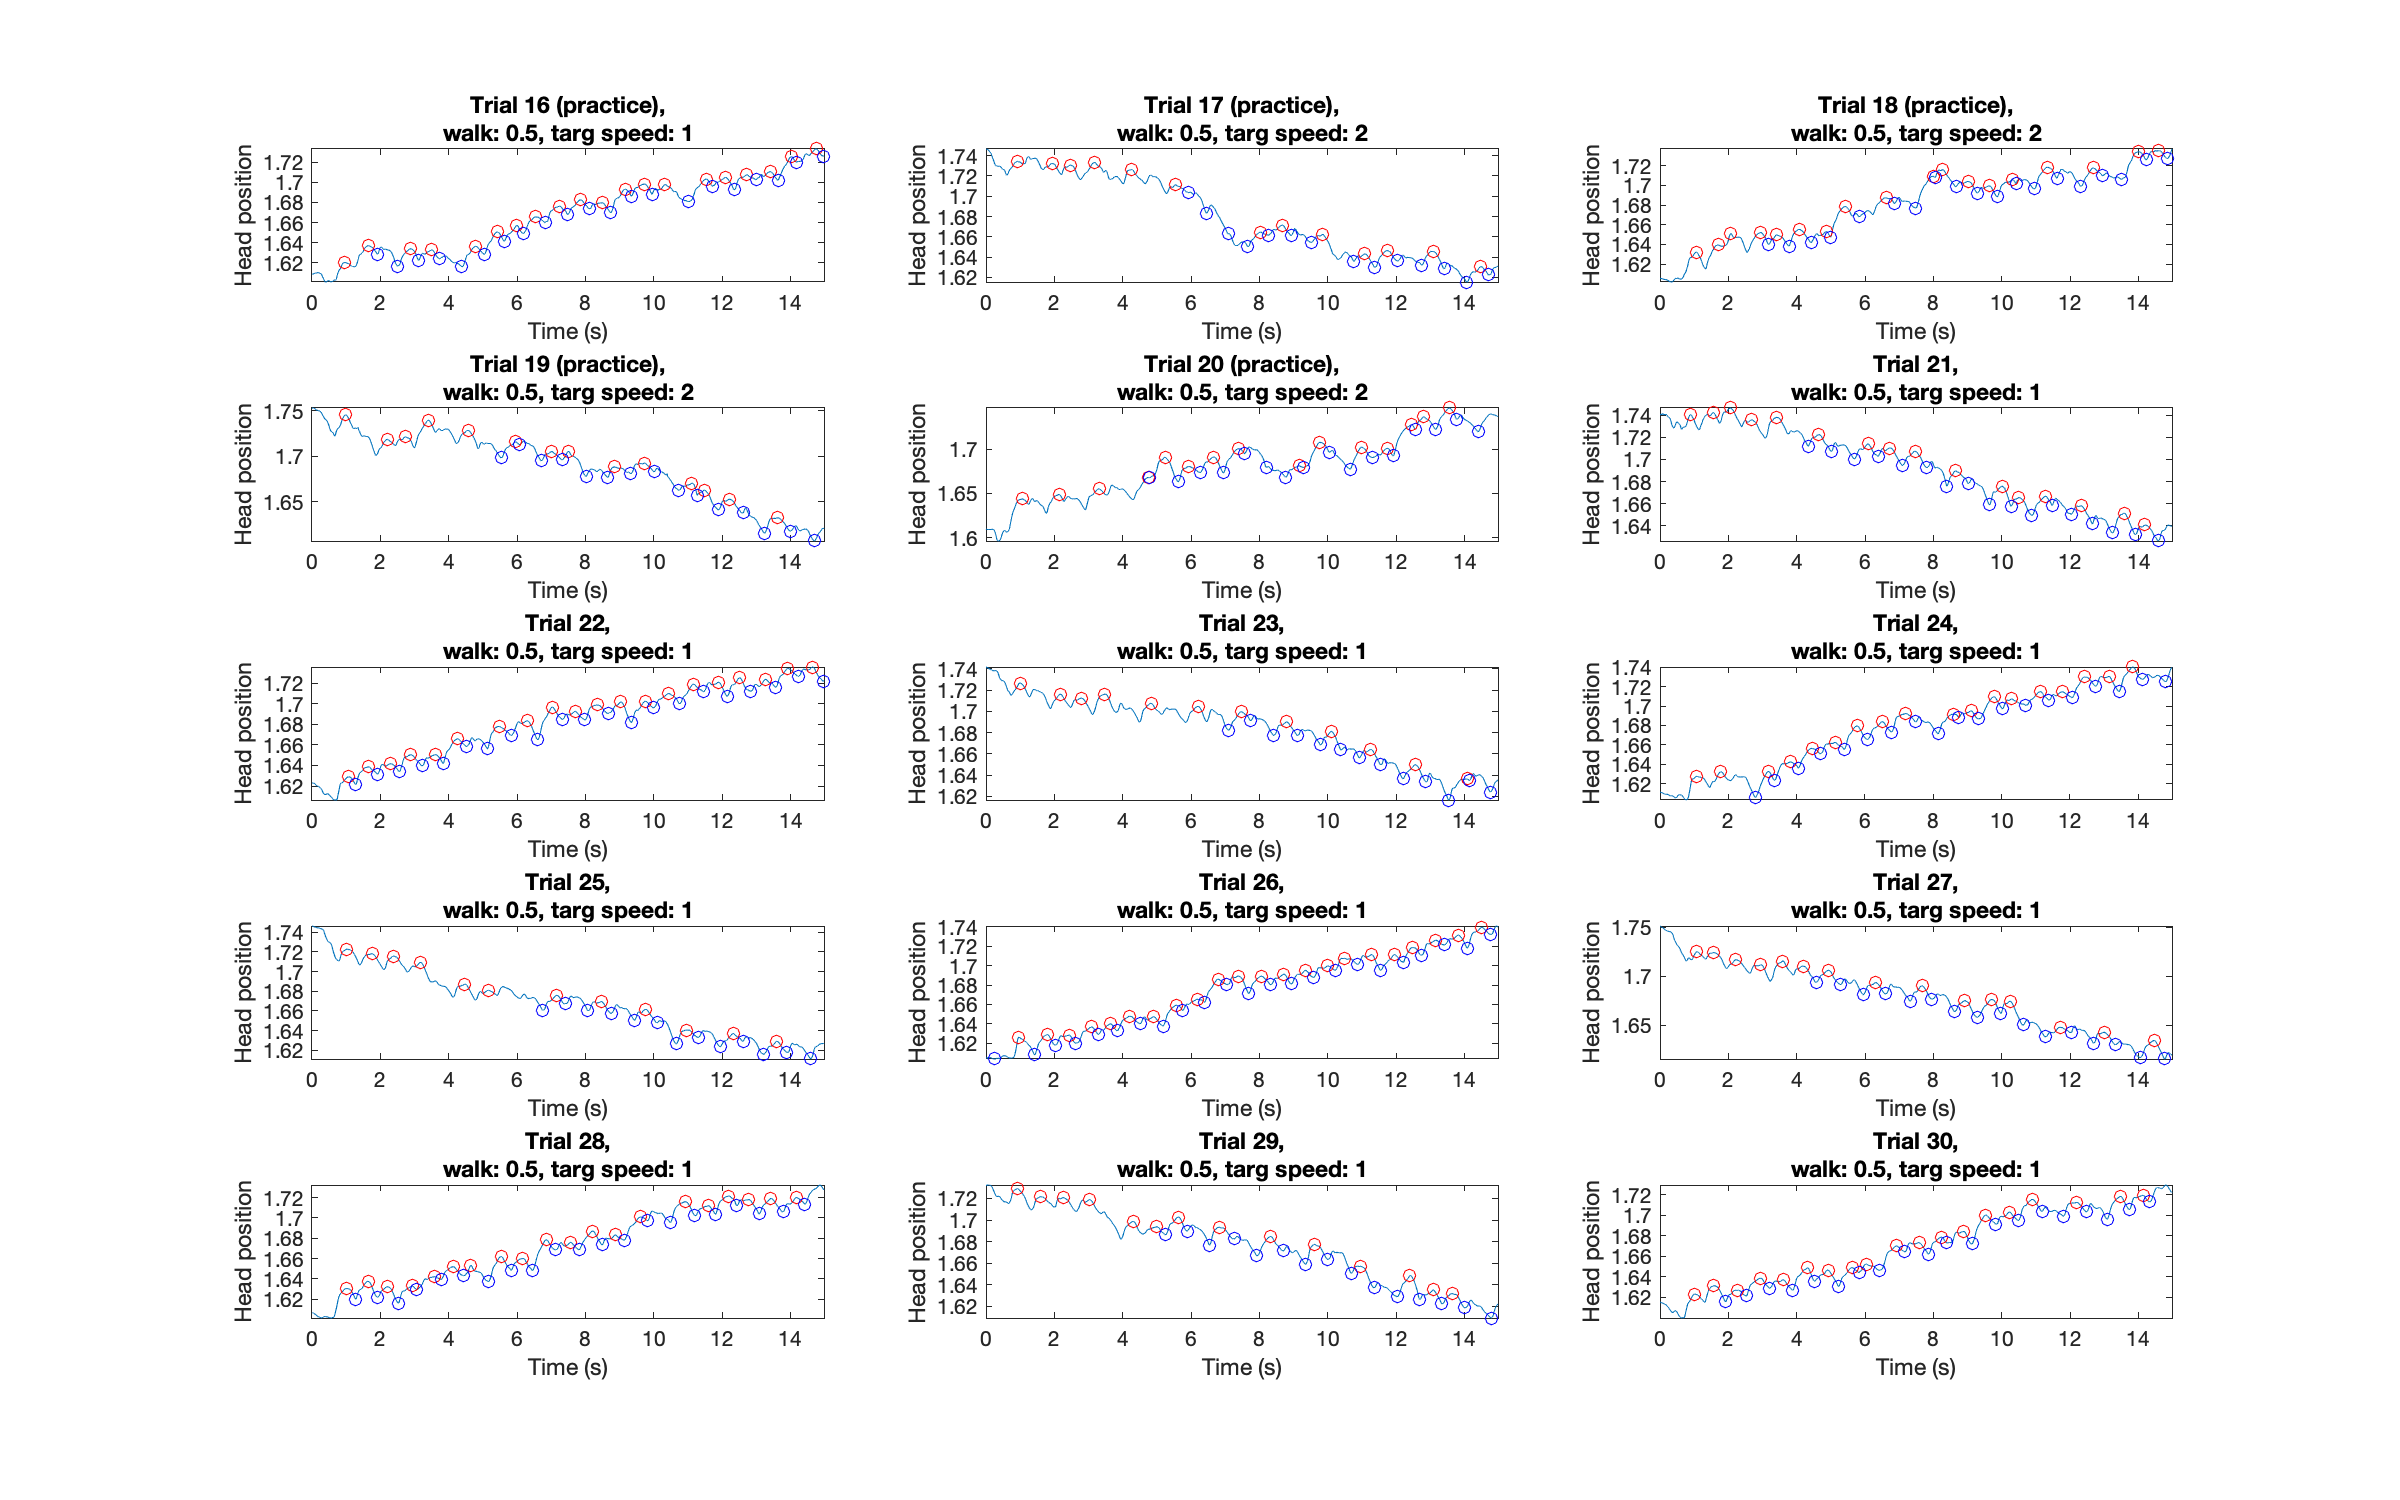 Trial 16 (practice),
walk: 0.5, targ speed: 1
Head position
1.72
1.7
1.68
1.66
1.64
1.62
0 2 4 6 8 10 12 14
Time (s)
Trial 17 (practice),
walk: 0.5, targ speed: 2
Head position
1.74
1.72
1.7
1.68
1.66
1.64
1.62
0 2 4 6 8 10 12 14
Time (s)
Trial 18 (practice),
walk: 0.5, targ speed: 2
Head position
1.72
1.7
1.68
1.66
1.64
1.62
0 2 4 6 8 10 12 14
Time (s)
Trial 19 (practice),
walk: 0.5, targ speed: 2
Head position
1.75
1.7
1.65
0 2 4 6 8 10 12 14
Time (s)
Trial 20 (practice),
walk: 0.5, targ speed: 2
Head position
1.7
1.65
1.6
0 2 4 6 8 10 12 14
Time (s)
Trial 21,
walk: 0.5, targ speed: 1
Head position
1.74
1.72
1.7
1.68
1.66
1.64
0 2 4 6 8 10 12 14
Time (s)
Trial 22,
walk: 0.5, targ speed: 1
Head position
1.72
1.7
1.68
1.66
1.64
1.62
0 2 4 6 8 10 12 14
Time (s)
Trial 23,
walk: 0.5, targ speed: 1
Head position
1.74
1.72
1.7
1.68
1.66
1.64
1.62
0 2 4 6 8 10 12 14
Time (s)
Trial 24,
walk: 0.5, targ speed: 1
Head position
1.74
1.72
1.7
1.68
1.66
1.64
1.62
0 2 4 6 8 10 12 14
Time (s)
Trial 25,
walk: 0.5, targ speed: 1
Head position
1.74
1.72
1.7
1.68
1.66
1.64
1.62
0 2 4 6 8 10 12 14
Time (s)
Trial 26,
walk: 0.5, targ speed: 1
Head position
1.74
1.72
1.7
1.68
1.66
1.64
1.62
0 2 4 6 8 10 12 14
Time (s)
Trial 27,
walk: 0.5, targ speed: 1
Head position
1.75
1.7
1.65
0 2 4 6 8 10 12 14
Time (s)
Trial 28,
walk: 0.5, targ speed: 1
Head position
1.72
1.7
1.68
1.66
1.64
1.62
0 2 4 6 8 10 12 14
Time (s)
Trial 29,
walk: 0.5, targ speed: 1
Head position
1.72
1.7
1.68
1.66
1.64
1.62
0 2 4 6 8 10 12 14
Time (s)
Trial 30,
walk: 0.5, targ speed: 1
Head position
1.72
1.7
1.68
1.66
1.64
1.62
0 2 4 6 8 10 12 14
Time (s)